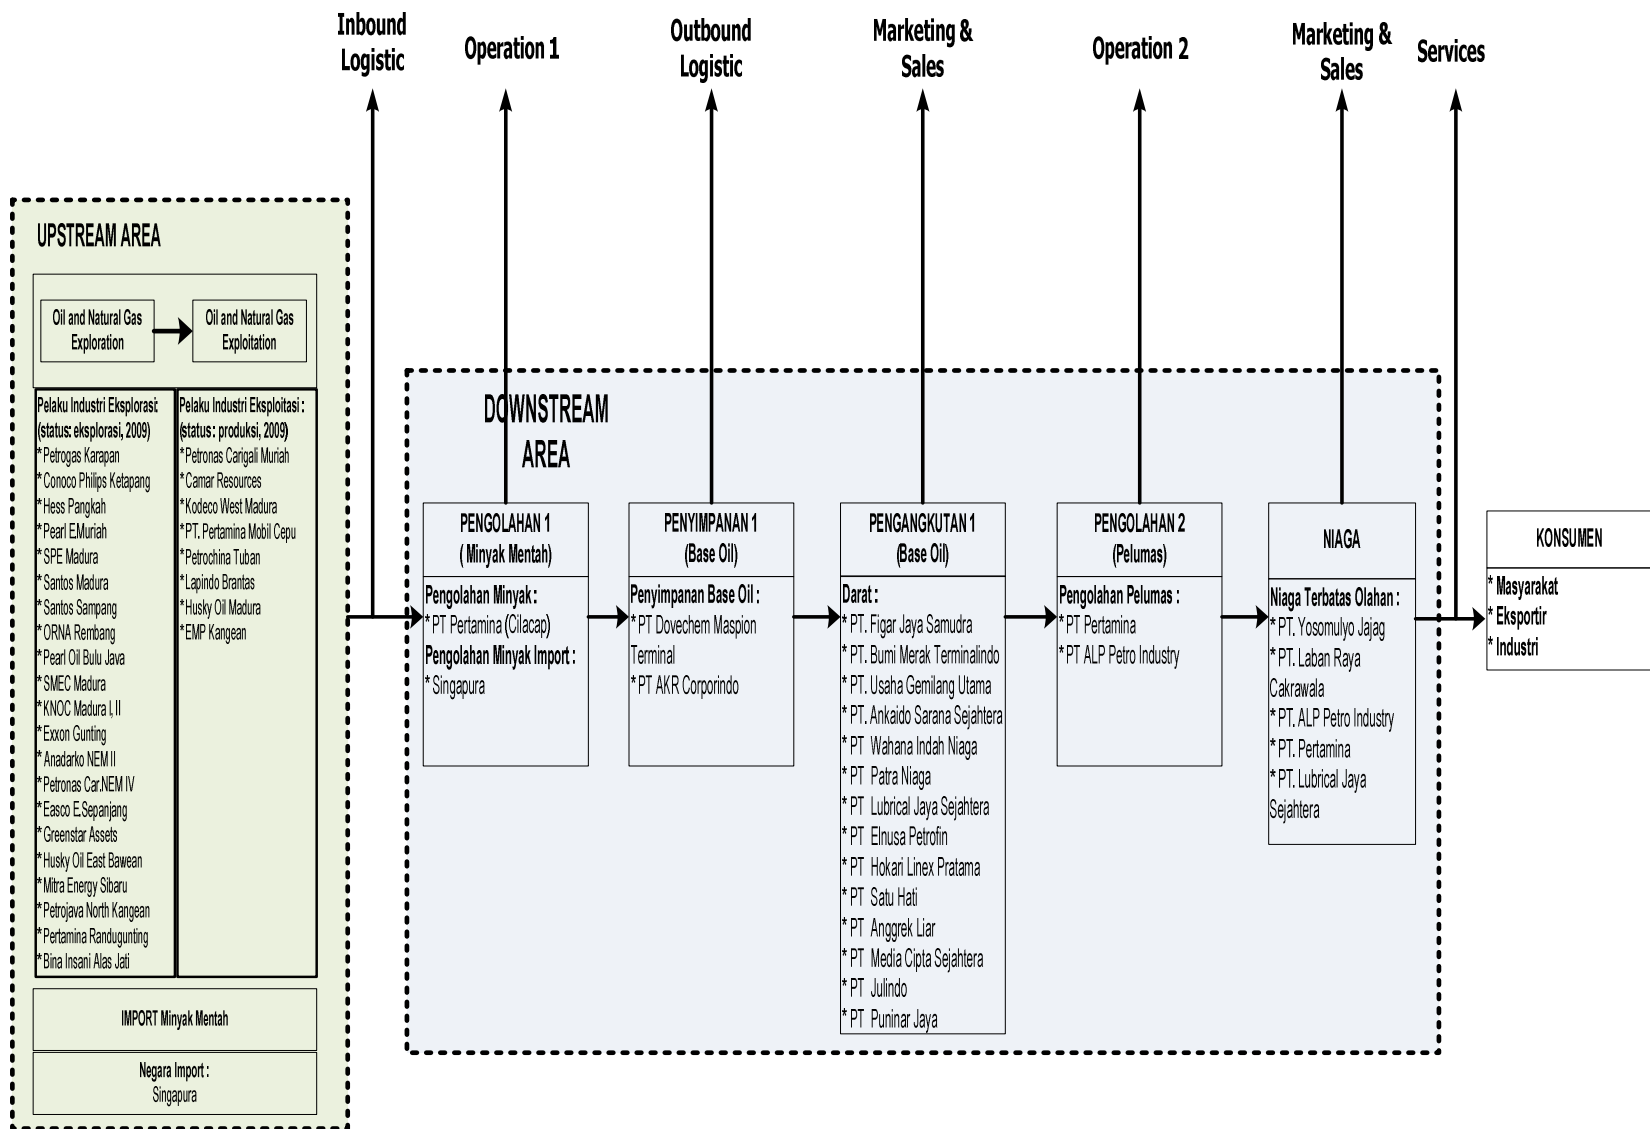 Inbound
Logistic
Operation 1
Outbound
Logistic
Marketing &
Sales
Operation 2
Marketing &
Sales
Services
UPSTREAM AREA
Oil and Natural Gas
Exploration
Oil and Natural Gas
Exploitation
Pelaku Industri Eksplorasi:
(status: eksplorasi, 2009)
* Petrogas Karapan
* Conoco Philips Ketapang
* Hess Pangkah
* Pearl E.Muriah
* SPE Madura
* Santos Madura
* Santos Sampang
* ORNA Rembang
* Pearl Oil Bulu Java
* SMEC Madura
* KNOC Madura I, II
* Exxon Gunting
* Anadarko NEM II
* Petronas Car.NEM IV
* Easco E.Sepanjang
* Greenstar Assets
* Husky Oil East Bawean
* Mitra Energy Sibaru
* Petrojava North Kangean
* Pertamina Randugunting
* Bina Insani Alas Jati
Pelaku Industri Eksploitasi :
(status : produksi, 2009)
* Petronas Carigali Muriah
* Camar Resources
* Kodeco West Madura
* PT. Pertamina Mobil Cepu
* Petrochina Tuban
* Lapindo Brantas
* Husky Oil Madura
* EMP Kangean
IMPORT Minyak Mentah
Negara Import :
Singapura
DOWNSTREAM
AREA
PENGOLAHAN 1
( Minyak Mentah)
Pengolahan Minyak :
* PT Pertamina (Cilacap)
Pengolahan Minyak Import :
* Singapura
PENYIMPANAN 1
(Base Oil)
Penyimpanan Base Oil :
* PT Dovechem Maspion
Terminal
* PT AKR Corporindo
PENGANGKUTAN 1
(Base Oil)
Darat :
* PT. Figar Jaya Samudra
* PT. Bumi Merak Terminalindo
* PT. Usaha Gemilang Utama
* PT. Ankaido Sarana Sejahtera
* PT Wahana Indah Niaga
* PT Patra Niaga
* PT Lubrical Jaya Sejahtera
* PT Elnusa Petrofin
* PT Hokari Linex Pratama
* PT Satu Hati
* PT Anggrek Liar
* PT Media Cipta Sejahtera
* PT Julindo
* PT Puninar Jaya
PENGOLAHAN 2
(Pelumas)
Pengolahan Pelumas :
* PT Pertamina
* PT ALP Petro Industry
NIAGA
Niaga Terbatas Olahan :
* PT. Yosomulyo Jajag
* PT. Laban Raya
Cakrawala
* PT. ALP Petro Industry
* PT. Pertamina
* PT. Lubrical Jaya
Sejahtera
KONSUMEN
* Masyarakat
* Eksportir
* Industri